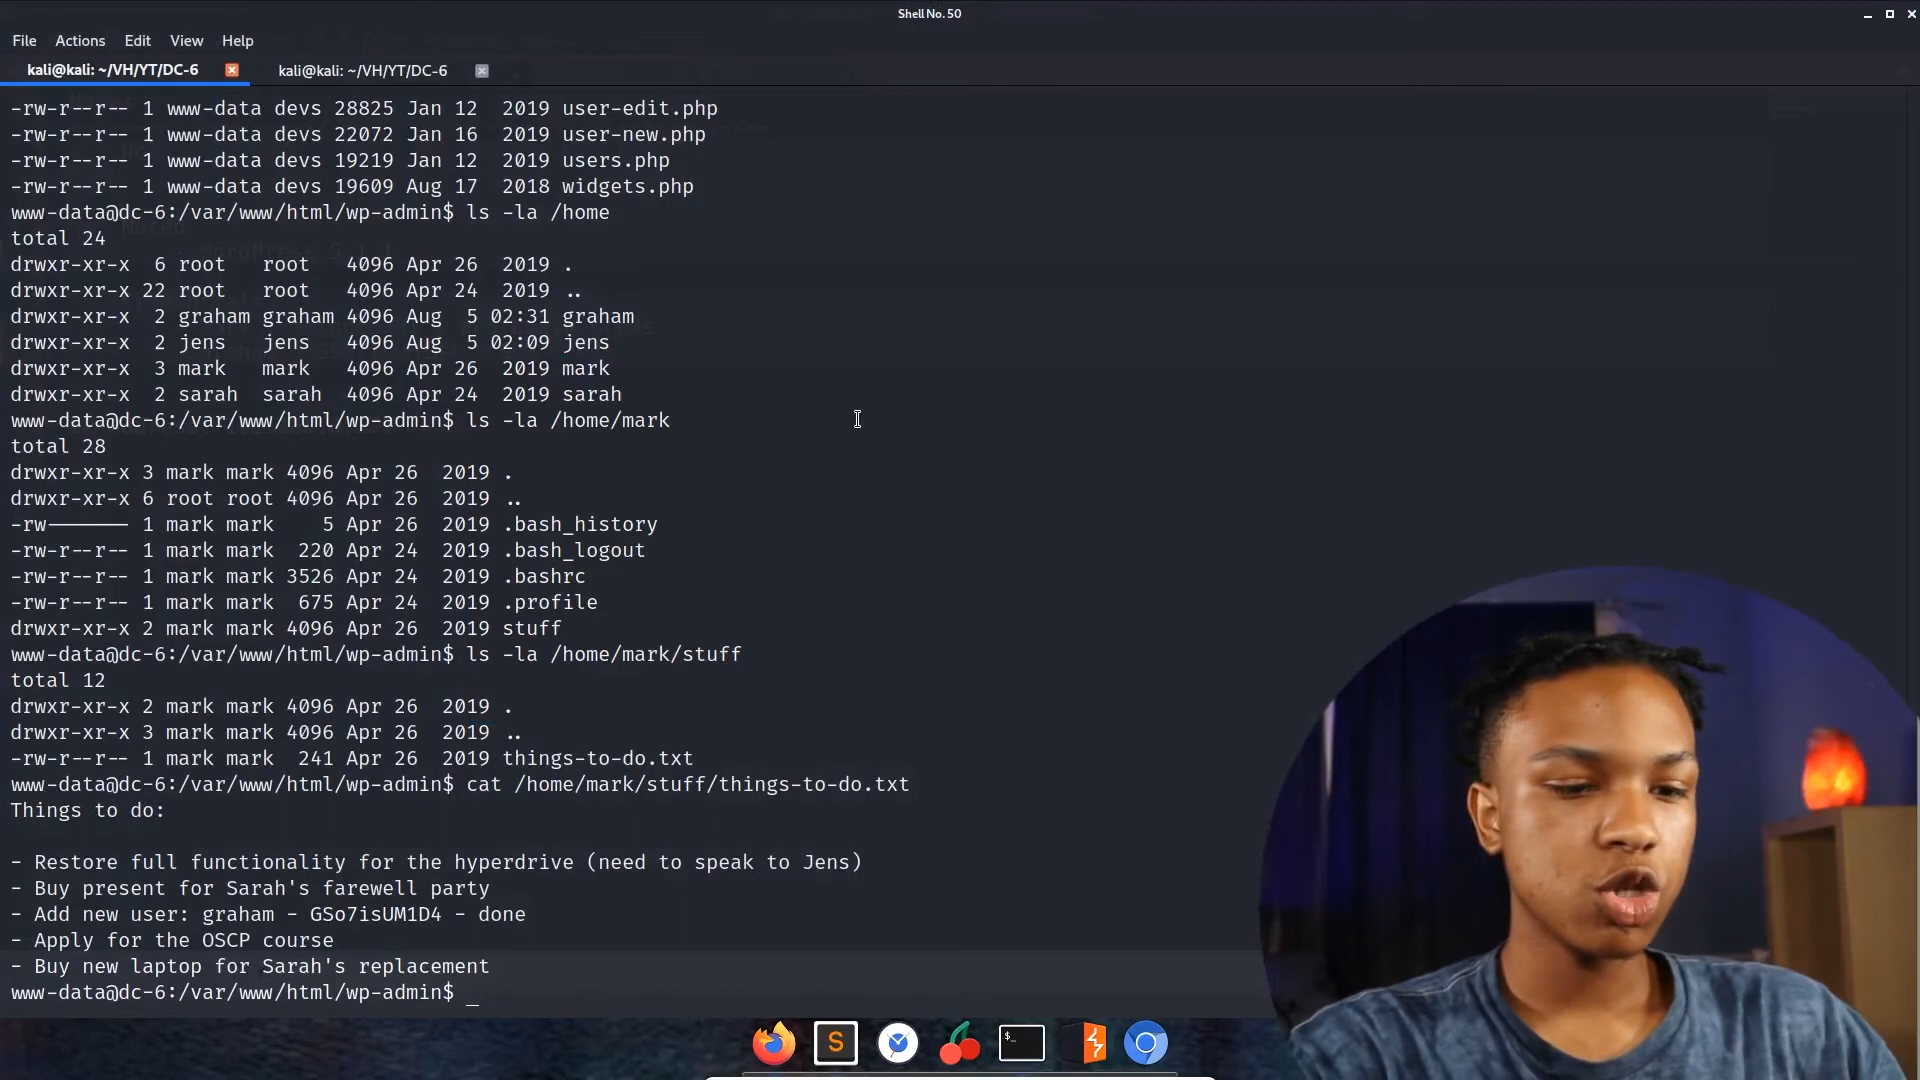 Shell No. 50
File Actions Edit View Help
kali@kali: ~/VH/YT/DC-6 kali@kali: ~/VH/YT/DC-6
-rw-r--r-- 1 www-data devs 28825 Jan 12 2019 user-edit.php
-rw-r--r-- 1 www-data devs 22072 Jan 16 2019 user-new.php
-rw-r--r-- 1 www-data devs 19219 Jan 12 2019 users.php
-rw-r--r-- 1 www-data devs 19609 Aug 17 2018 widgets.php
www-data@dc-6:/var/www/html/wp-admin$ ls -la /home
total 24
drwxr-xr-x 6 root root 4096 Apr 26 2019 .
drwxr-xr-x 22 root root 4096 Apr 24 2019 ..
drwxr-xr-x 2 graham graham 4096 Aug 5 02:31 graham
drwxr-xr-x 2 jens jens 4096 Aug 5 02:09 jens
drwxr-xr-x 3 mark mark 4096 Apr 26 2019 mark
drwxr-xr-x 2 sarah sarah 4096 Apr 24 2019 sarah
www-data@dc-6:/var/www/html/wp-admin$ ls -la /home/mark
total 28
drwxr-xr-x 3 mark mark 4096 Apr 26 2019 .
drwxr-xr-x 6 root root 4096 Apr 26 2019 ..
-rw------- 1 mark mark 5 Apr 26 2019 .bash_history
-rw-r--r-- 1 mark mark 220 Apr 24 2019 .bash_logout
-rw-r--r-- 1 mark mark 3526 Apr 24 2019 .bashrc
-rw-r--r-- 1 mark mark 675 Apr 24 2019 .profile
drwxr-xr-x 2 mark mark 4096 Apr 26 2019 stuff
www-data@dc-6:/var/www/html/wp-admin$ ls -la /home/mark/stuff
total 12
drwxr-xr-x 2 mark mark 4096 Apr 26 2019 .
drwxr-xr-x 3 mark mark 4096 Apr 26 2019 ..
-rw-r--r-- 1 mark mark 241 Apr 26 2019 things-to-do.txt
www-data@dc-6:/var/www/html/wp-admin$ cat /home/mark/stuff/things-to-do.txt
Things to do:
- Restore full functionality for the hyperdrive (need to speak to Jens)
- Buy present for Sarah's farewell party
- Add new user: graham - GSo7isUM1D4 - done
- Apply for the OSCP course
- Buy new laptop for Sarah's replacement
www-data@dc-6:/var/www/html/wp-admin$ _